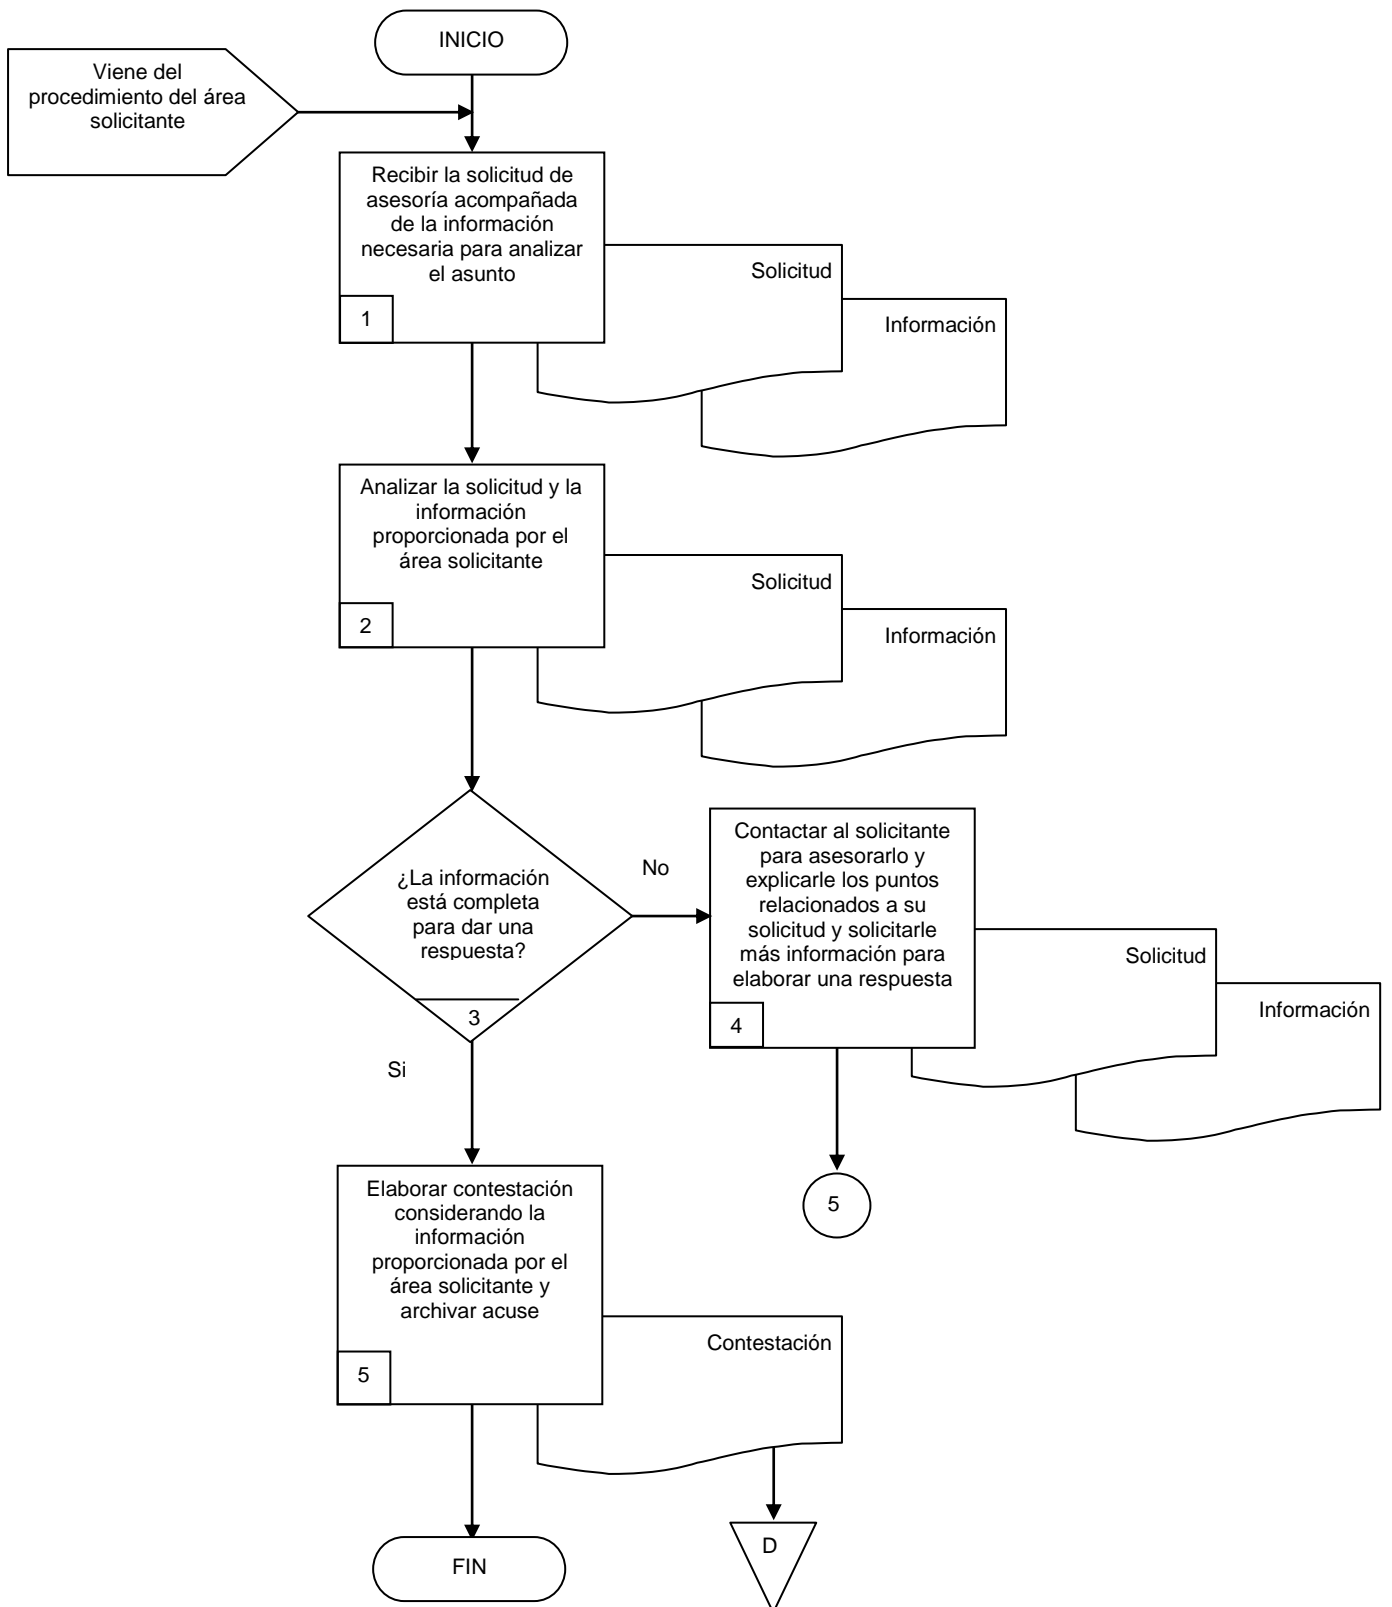 INICIO
Viene del
procedimiento del área
solicitante
Recibir la solicitud de
asesoría acompañada
de la información
necesaria para analizar
el asunto
1
Solicitud
Información
Analizar la solicitud y la
información
proporcionada por el
área solicitante
2
Solicitud
Información
¿La información
está completa
para dar una
respuesta?
3
No
Contactar al solicitante
para asesorarlo y
explicarle los puntos
relacionados a su
solicitud y solicitarle
más información para
elaborar una respuesta
4
Solicitud
Información
5
Si
Elaborar contestación
considerando la
información
proporcionada por el
área solicitante y
archivar acuse
5
Contestación
D
FIN